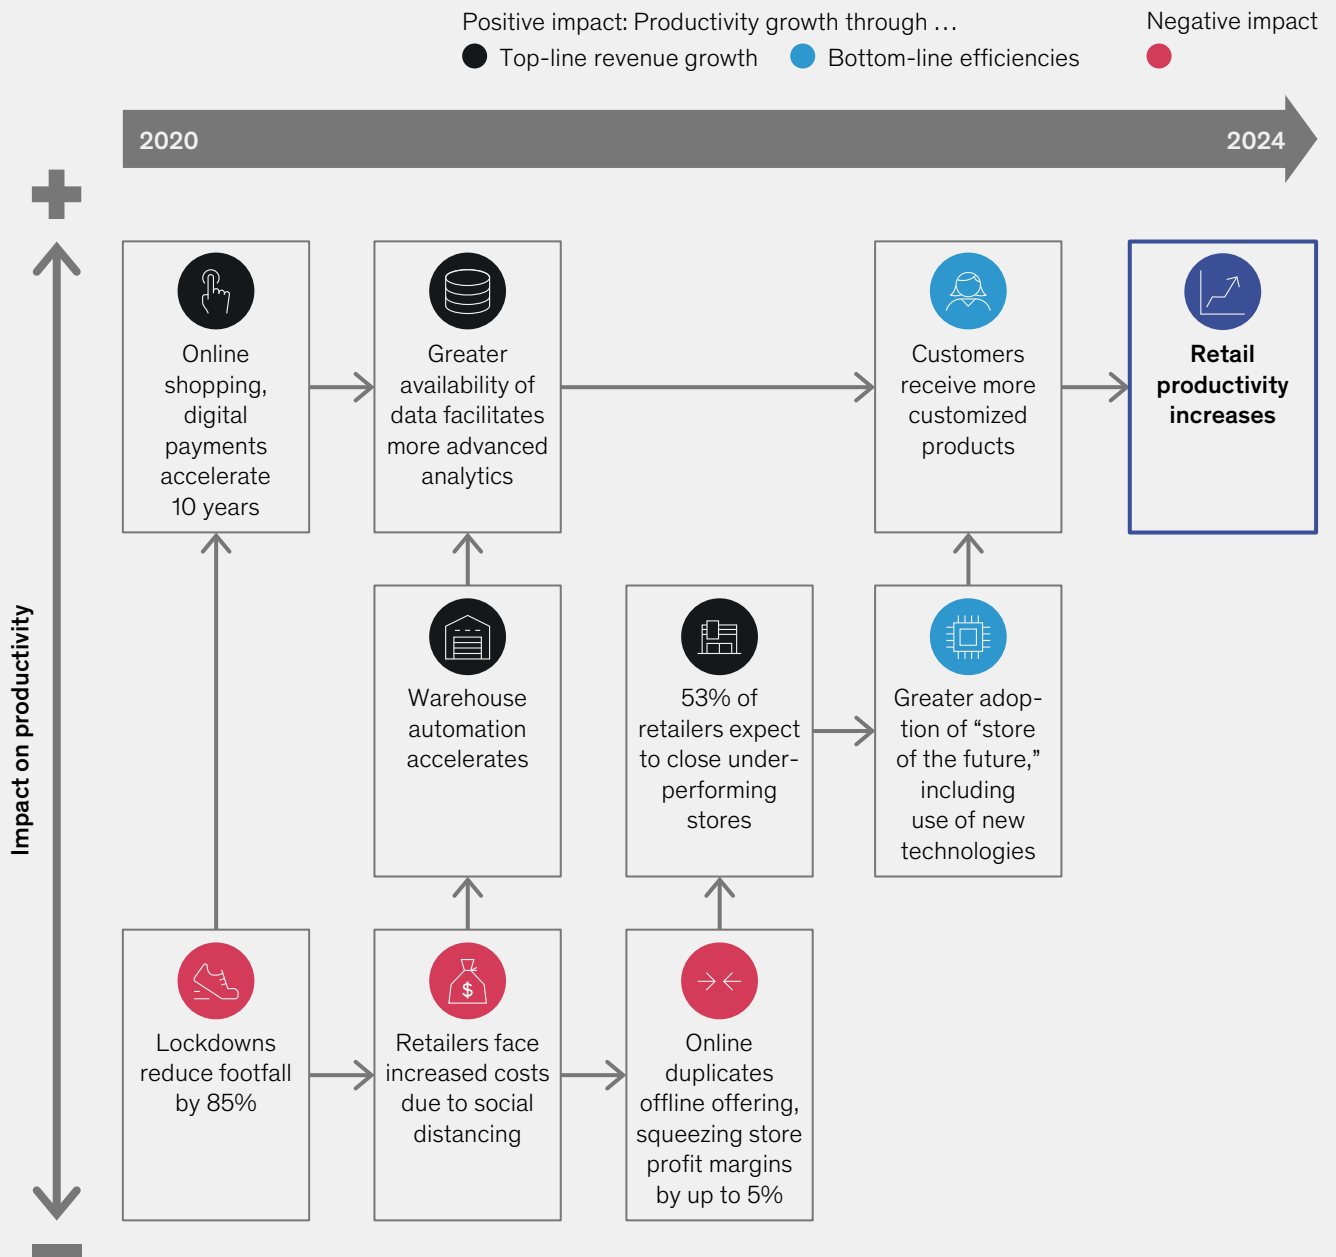 Positive impact: Productivity growth through …
Negative impact
Top-line revenue growth
Bottom-line efficiencies
2020
2024
Impact on productivity
Online
shopping,
digital
payments
accelerate
10 years
Greater
availability of
data facilitates
more advanced
analytics
Customers
receive more
customized
products
Retail
productivity
increases
Warehouse
automation
accelerates
53% of
retailers expect
to close under-
performing
stores
Greater adop-
tion of “store
of the future,”
including
use of new
technologies
Lockdowns
reduce footfall
by 85%
$
Retailers face
increased costs
due to social
distancing
Online
duplicates
offline offering,
squeezing store
profit margins
by up to 5%